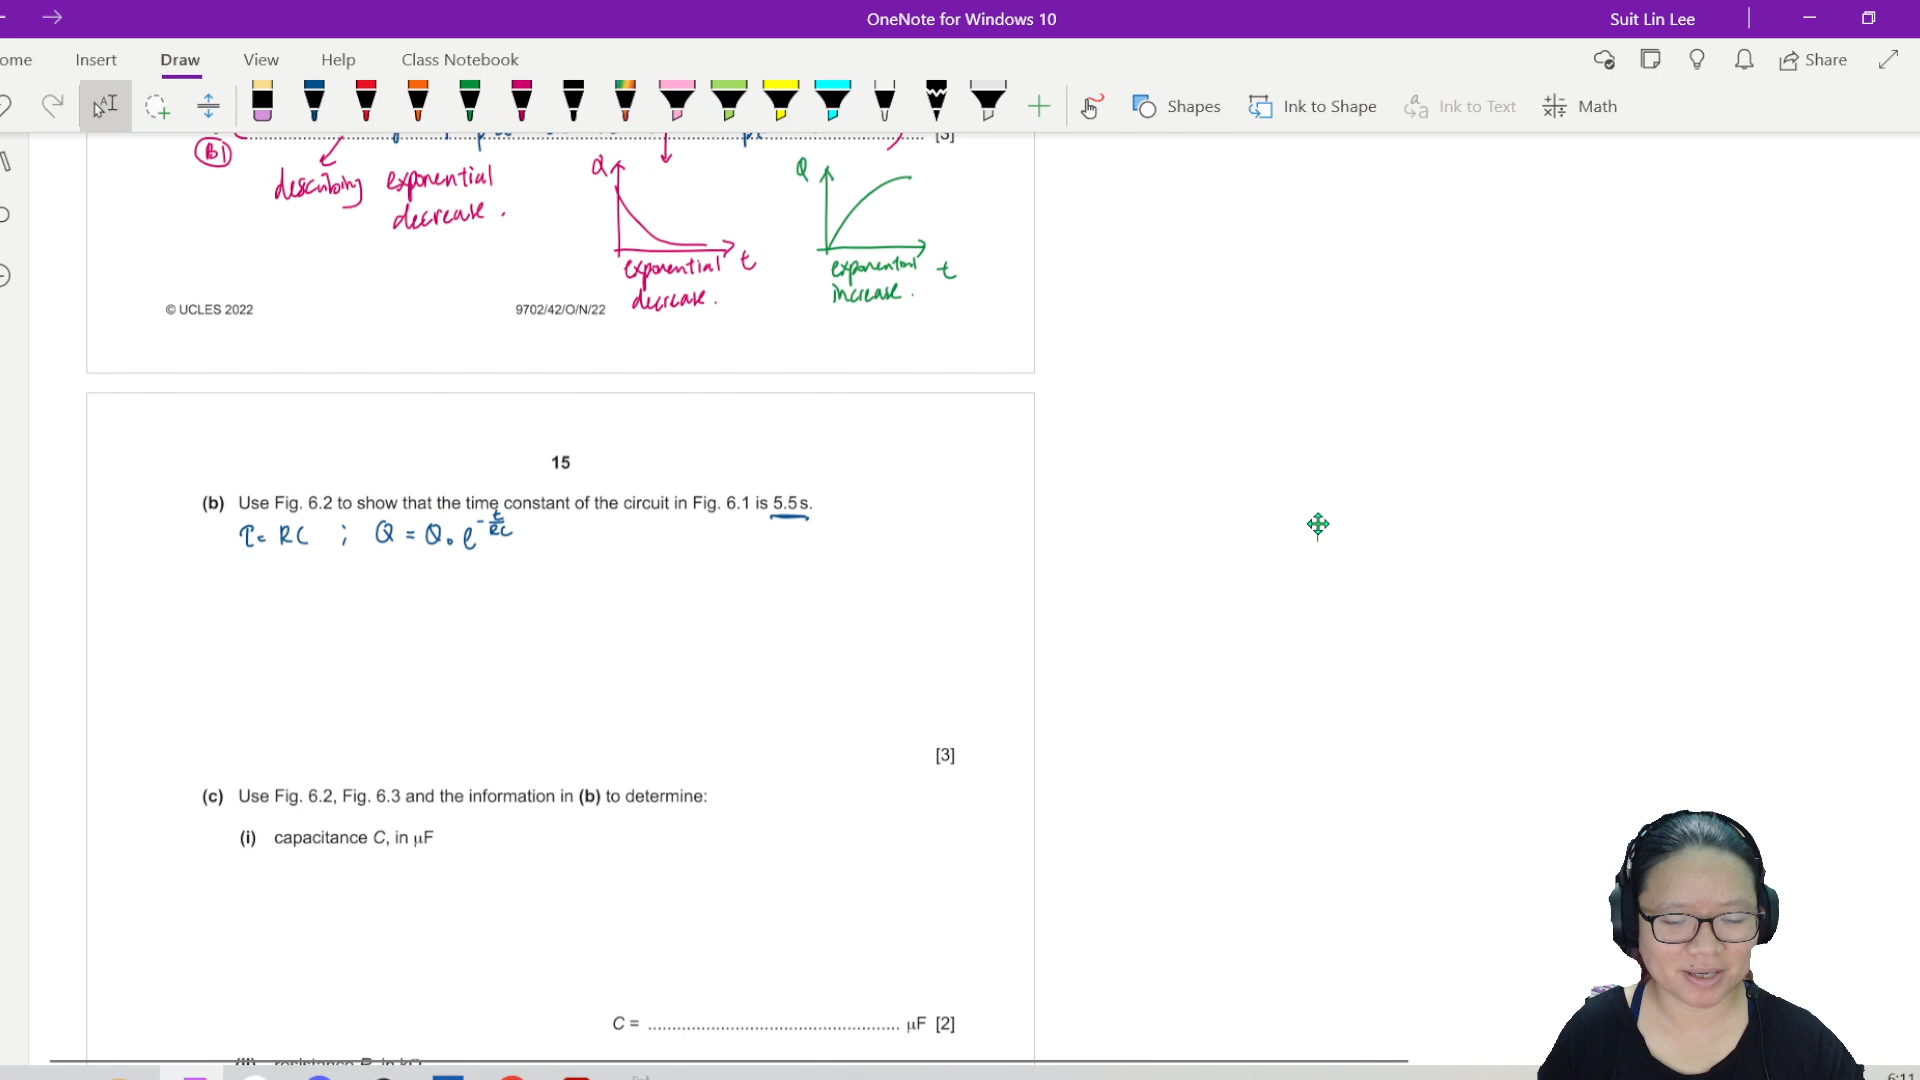 OneNote for Windows 10
Suit Lin Lee
Insert
Draw
View
Help
Class Notebook
Share
Shapes
Ink to Shape
Ink to Text
Math
B1
[3]
describing exponential
decrease.
Q
t
exponential
decrease.
Q
t
exponential
increase.
© UCLES 2022
9702/42/O/N/22
15
(b) Use Fig. 6.2 to show that the time constant of the circuit in Fig. 6.1 is 5.5 s.
τ = RC ; Q = Q₀ e^-t/RC
[3]
(c) Use Fig. 6.2, Fig. 6.3 and the information in (b) to determine:
(i) capacitance C, in μF
C = .................................................. μF [2]